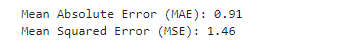 Mean Absolute Error (MAE): 0.91
Mean Squared Error (MSE): 1.46